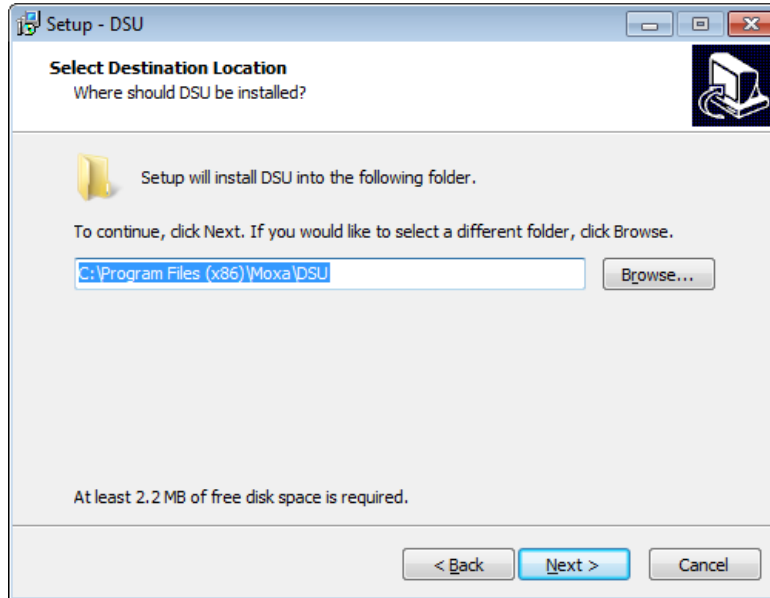 Setup - DSU
Select Destination Location
Where should DSU be installed?
Setup will install DSU into the following folder.
To continue, click Next. If you would like to select a different folder, click Browse.
C:\Program Files (x86)\Moxa\DSU
Browse...
At least 2.2 MB of free disk space is required.
< Back
Next >
Cancel